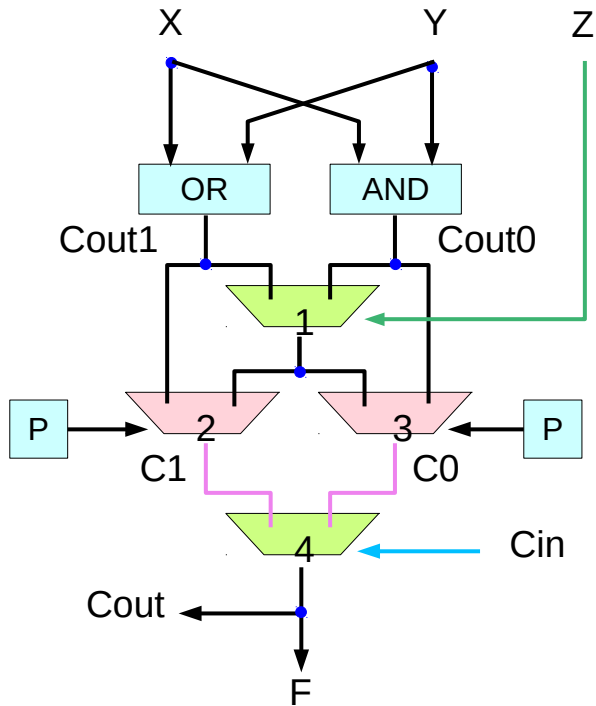 X Y Z
OR AND
Cout1 Cout0
1
P 2 3 P
C1 C0
4 Cin
Cout
F